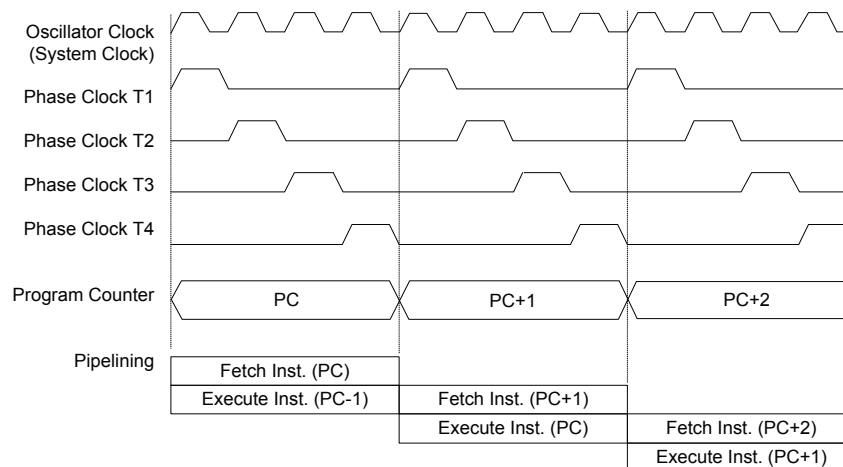 Oscillator Clock
(System Clock)
Phase Clock T1
Phase Clock T2
Phase Clock T3
Phase Clock T4
Program Counter
PC
PC+1
PC+2
Pipelining
Fetch Inst. (PC)
Execute Inst. (PC-1)
Fetch Inst. (PC+1)
Execute Inst. (PC)
Fetch Inst. (PC+2)
Execute Inst. (PC+1)